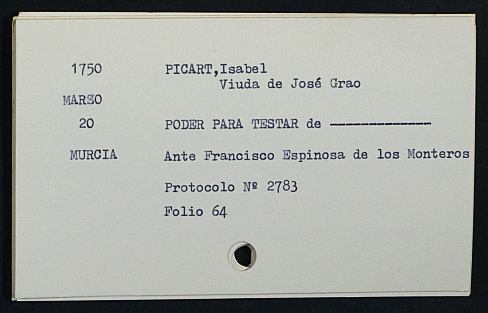 1750 PICART,Isabel
Viuda de José Grao
MARZO
20 PODER PARA TESTAR de -------------
MURCIA Ante Francisco Espinosa de los Monteros
Protocolo Nº 2783
Folio 64